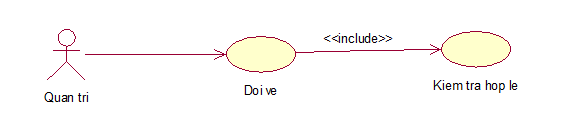 <<include>>
Quan tri
Doi ve
Kiem tra hop le